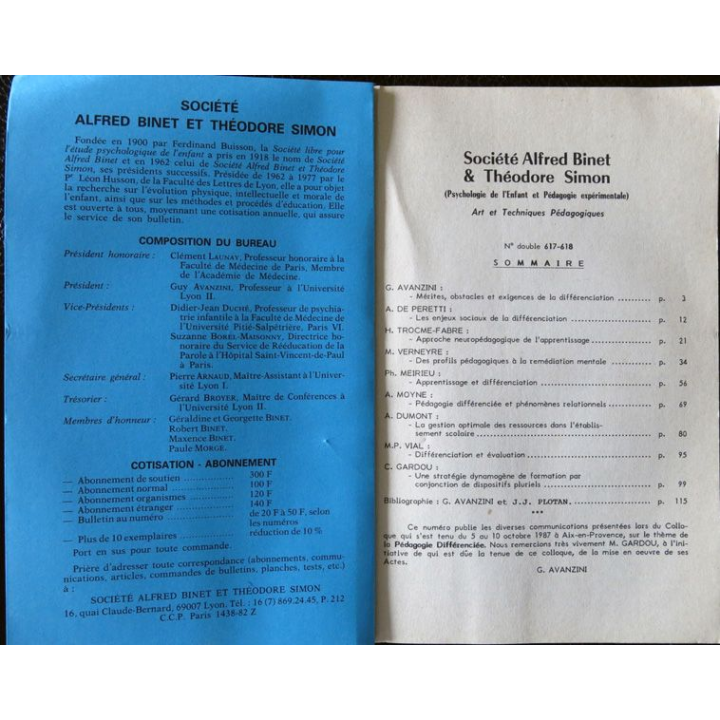 SOCIÉTÉ
ALFRED BINET ET THÉODORE SIMON
Fondée en 1900 par Ferdinand Buisson, la Société libre pour
l'étude psychologique de l'enfant a pris en 1918 le nom de Société
Alfred Binet et en 1962 celui de Société Alfred Binet et Théodore
Simon, ses présidents successifs. Présidée de 1962 à 1977 par le
Pr Léon Husson, de la Faculté des Lettres de Lyon, elle a pour objet
la recherche sur l'évolution physique, intellectuelle et morale de
l'enfant, ainsi que sur les méthodes et procédés d'éducation. Elle
est ouverte à tous, moyennant une cotisation annuelle, qui assure
le service de son bulletin.
COMPOSITION DU BUREAU
Président honoraire : Clément LAUNAY, Professeur honoraire à la
Faculté de Médecine de Paris, Membre
de l'Académie de Médecine.
Président : Guy AVANZINI, Professeur à l'Université
Lyon II.
Vice-Présidents : Didier-Jean DUCHÉ, Professeur de psychia-
trie infantile à la Faculté de Médecine de
l'Université Pitié-Salpétrière, Paris VI.
Suzanne BOREL-MAISONNY, Directrice ho-
noraire du Service de Rééducation de la
Parole à l'Hôpital Saint-Vincent-de-Paul
à Paris.
Secrétaire général : Pierre ARNAUD, Maître-Assistant à l'Univer-
sité Lyon I.
Trésorier : Gérard BROYER, Maître de Conférences à
l'Université Lyon II.
Membres d'honneur : Géraldine et Georgette BINET.
Robert BINET.
Maxence BINET.
Paule MORGE.
COTISATION - ABONNEMENT
— Abonnement de soutien ............ 300 F
— Abonnement normal ............ 100 F
— Abonnement organismes ............ 120 F
— Abonnement étranger ............ 140 F
— Bulletin au numéro ............ de 20 F à 50 F, selon
les numéros
— Plus de 10 exemplaires ............ réduction de 10 %
Port en sus pour toute commande.
Prière d'adresser toute correspondance (abonnements, commu-
nications, articles, commandes de bulletins, planches, tests, etc.)
à :
SOCIÉTÉ ALFRED BINET ET THÉODORE SIMON
16, quai Claude-Bernard, 69007 Lyon, Tél. : 16 (7) 869.24.45, P. 212
C.C.P. Paris 1438-82 Z
Société Alfred Binet
& Théodore Simon
(Psychologie de l'Enfant et Pédagogie expérimentale)
Art et Techniques Pédagogiques
N° double 617-618
SOMMAIRE
G. AVANZINI :
- Mérites, obstacles et exigences de la différenciation ........... p. 3
A. DE PERETTI :
- Les enjeux sociaux de la différenciation ........... p. 12
H. TROCME-FABRE :
- Approche neuropédagogique de l'apprentissage ........... p. 21
M. VERNEYRE :
- Des profils pédagogiques à la remédiation mentale ........... p. 34
Ph. MEIRIEU :
- Apprentissage et différenciation ........... p. 56
A. MOYNE :
- Pédagogie différenciée et phénomènes relationnels ........... p. 69
A. DUMONT :
- La gestion optimale des ressources dans l'établis-
sement scolaire ........... p. 80
M.P. VIAL :
- Différenciation et évaluation ........... p. 95
C. GARDOU :
- Une stratégie dynamogène de formation par
conjonction de dispositifs pluriels ........... p. 99
Bibliographie : G. AVANZINI et J.J. PLOTAN. ........... p. 115
***
Ce numéro publie les diverses communications présentées lors du Collo-
que qui s'est tenu du 5 au 10 octobre 1987 à Aix-en-Provence, sur le thème de
la Pédagogie Différenciée. Nous remercions très vivement M. GARDOU, à l'ini-
tiative de qui est dûe la tenue de ce colloque, de la mise en oeuvre de ses
Actes.
G. AVANZINI